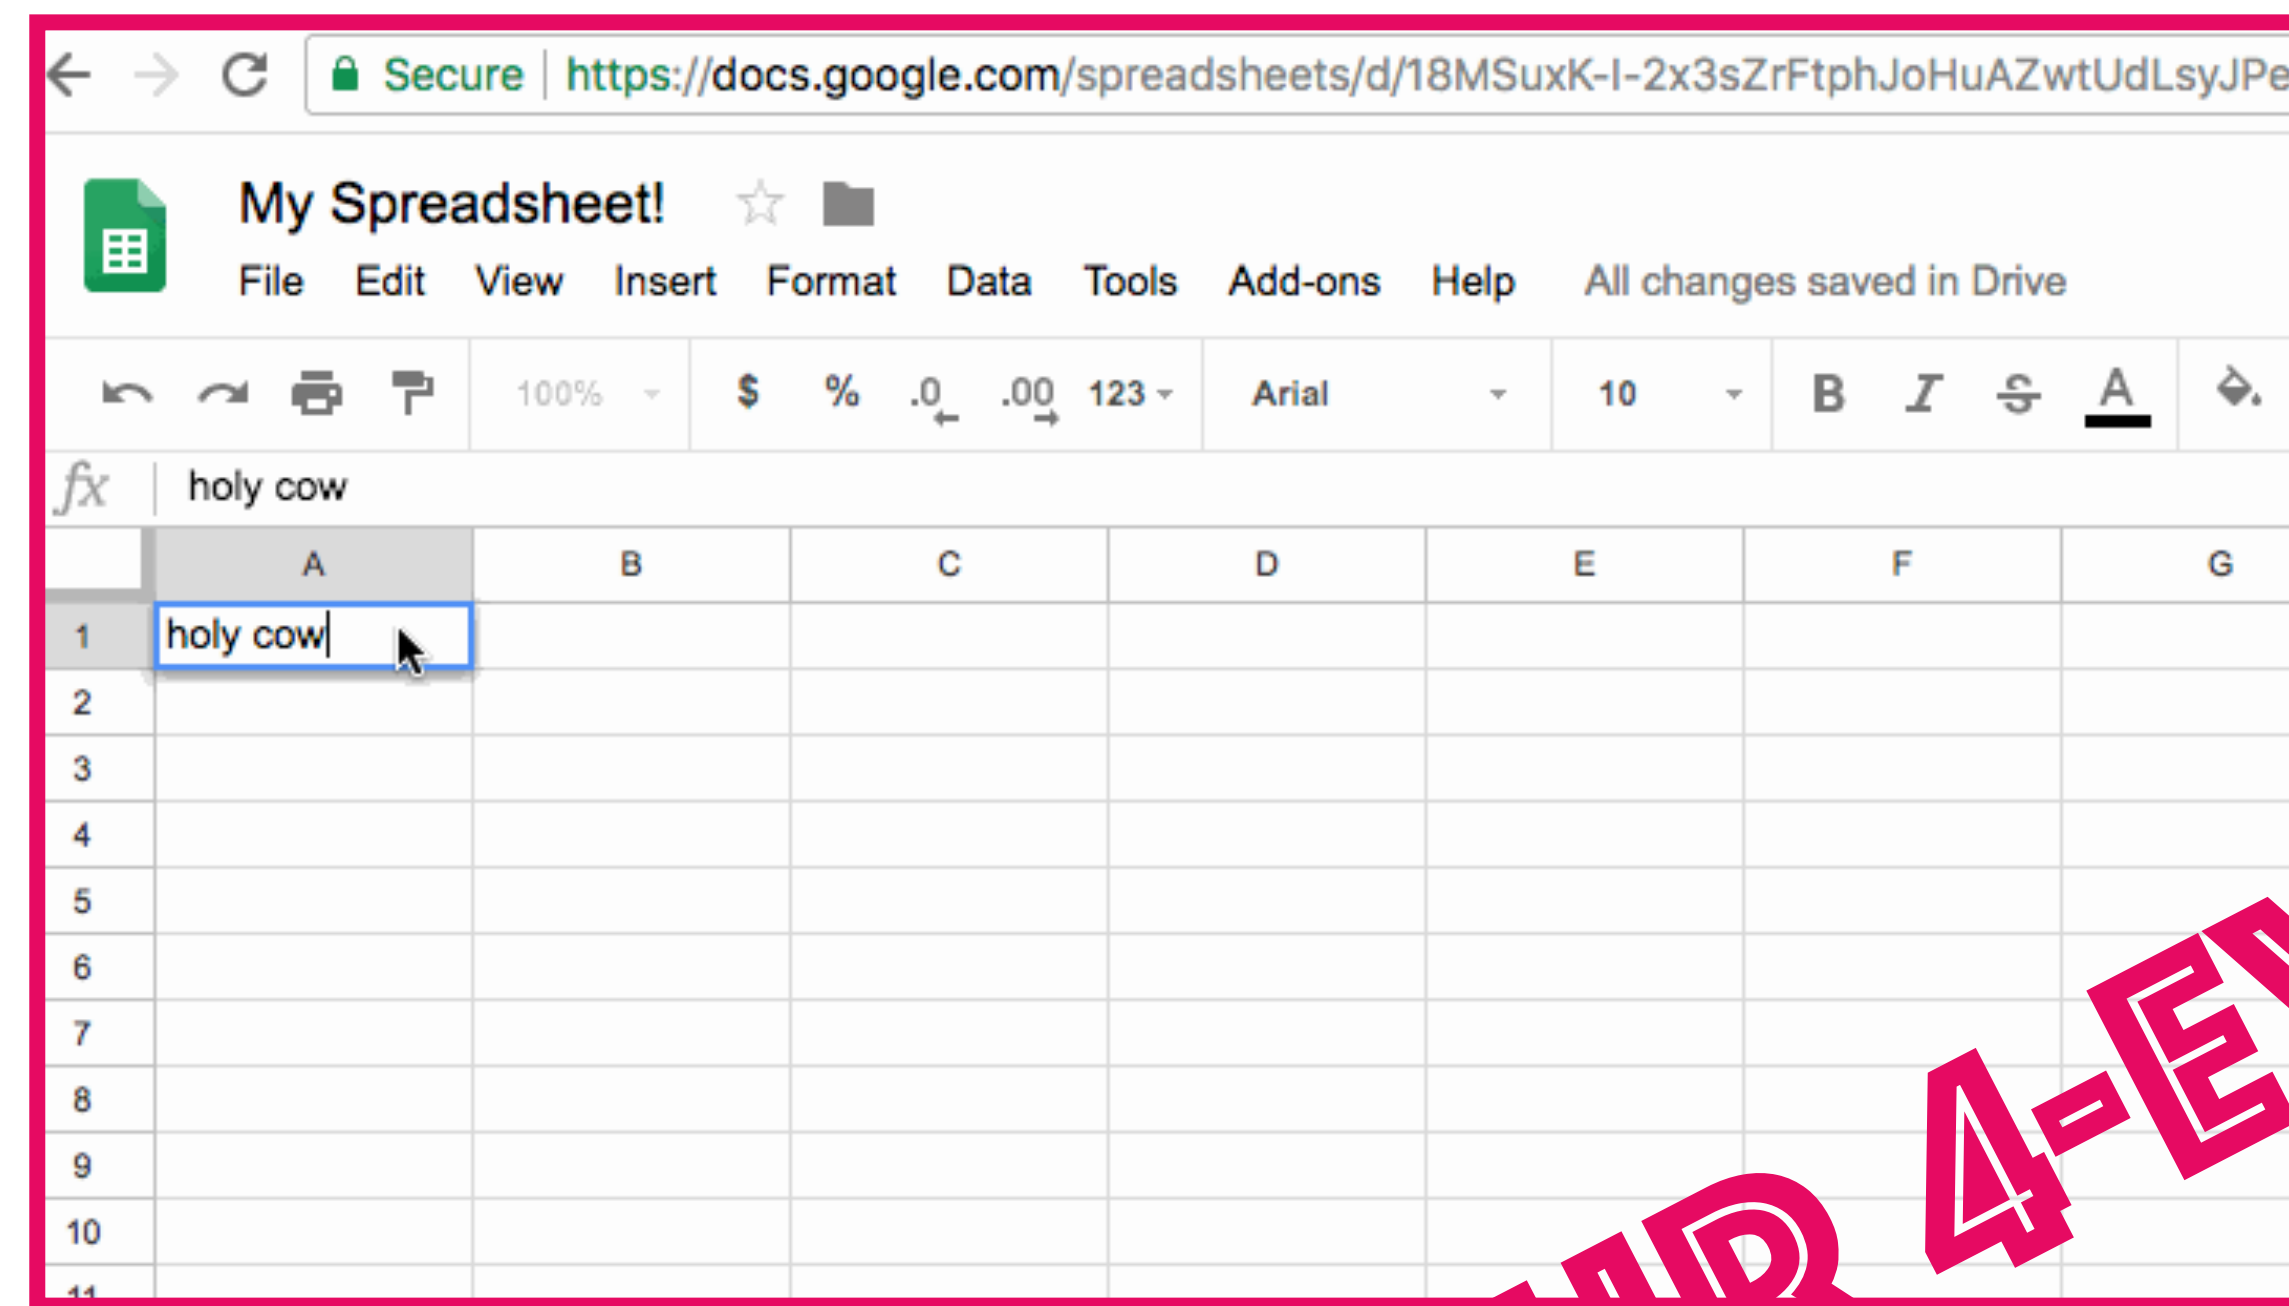 Secure | https://docs.google.com/spreadsheets/d/18MSuxK-I-2x3sZrFtphJoHuAZwtUdLsyJPe
My Spreadsheet!
File Edit View Insert Format Data Tools Add-ons Help All changes saved in Drive
100% $ % .0 .00 123 Arial 10 B I S A
fx holy cow
A B C D E F G
1 holy cow
2
3
4
5
6
7
8
9
10
11
4-E